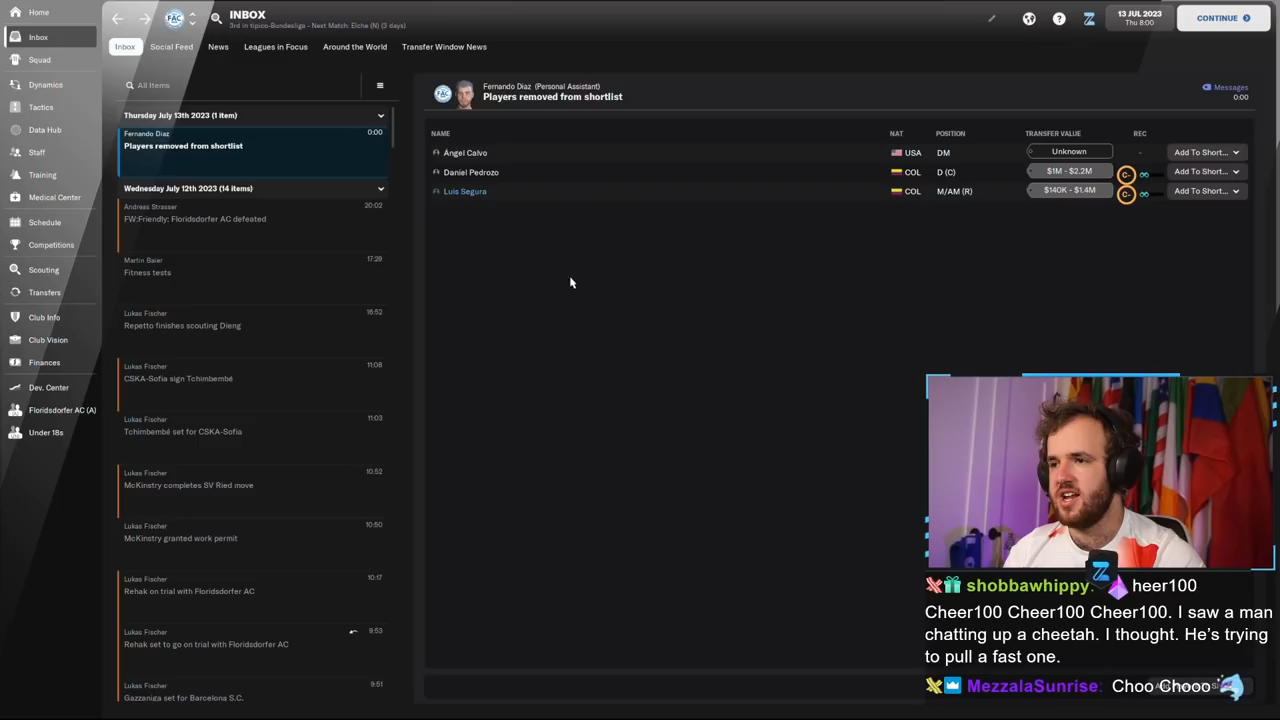 Home
Inbox
Squad
Dynamics
Tactics
Data Hub
Staff
Training
Medical Center
Schedule
Competitions
Scouting
Transfers
Club Info
Club Vision
Finances
Dev. Center
Floridsdorfer AC (A)
Under 18s
FAC
INBOX
3rd in tipico-Bundesliga - Next Match: Elche (N) (3 days)
13 JUL 2023
Thu 8:00
CONTINUE
Inbox Social Feed News Leagues in Focus Around the World Transfer Window News
All Items
Thursday July 13th 2023 (1 item)
Fernando Diaz 0:00
Players removed from shortlist
Wednesday July 12th 2023 (14 items)
Andreas Strasser 20:02
FW:Friendly: Floridsdorfer AC defeated
Martin Baier 17:29
Fitness tests
Lukas Fischer 16:52
Repetto finishes scouting Dieng
Lukas Fischer 11:08
CSKA-Sofia sign Tchimbembé
Lukas Fischer 11:03
Tchimbembé set for CSKA-Sofia
Lukas Fischer 10:52
McKinstry completes SV Ried move
Lukas Fischer 10:50
McKinstry granted work permit
Lukas Fischer 10:17
Rehak on trial with Floridsdorfer AC
Lukas Fischer 9:53
Rehak set to go on trial with Floridsdorfer AC
Lukas Fischer 9:51
Gazzaniga set for Barcelona S.C.
Fernando Diaz (Personal Assistant)
Players removed from shortlist
Messages
0:00
NAME NAT POSITION TRANSFER VALUE REC
Ángel Calvo USA DM Unknown - Add To Short...
Daniel Pedrozo COL D (C) $1M - $2.2M C- Add To Short...
Luis Segura COL M/AM (R) $140K - $1.4M C- Add To Short...
shobbawhippy: heer100
Cheer100 Cheer100 Cheer100. I saw a man
chatting up a cheetah. I thought. He's trying
to pull a fast one.
MezzalaSunrise: Choo Choo